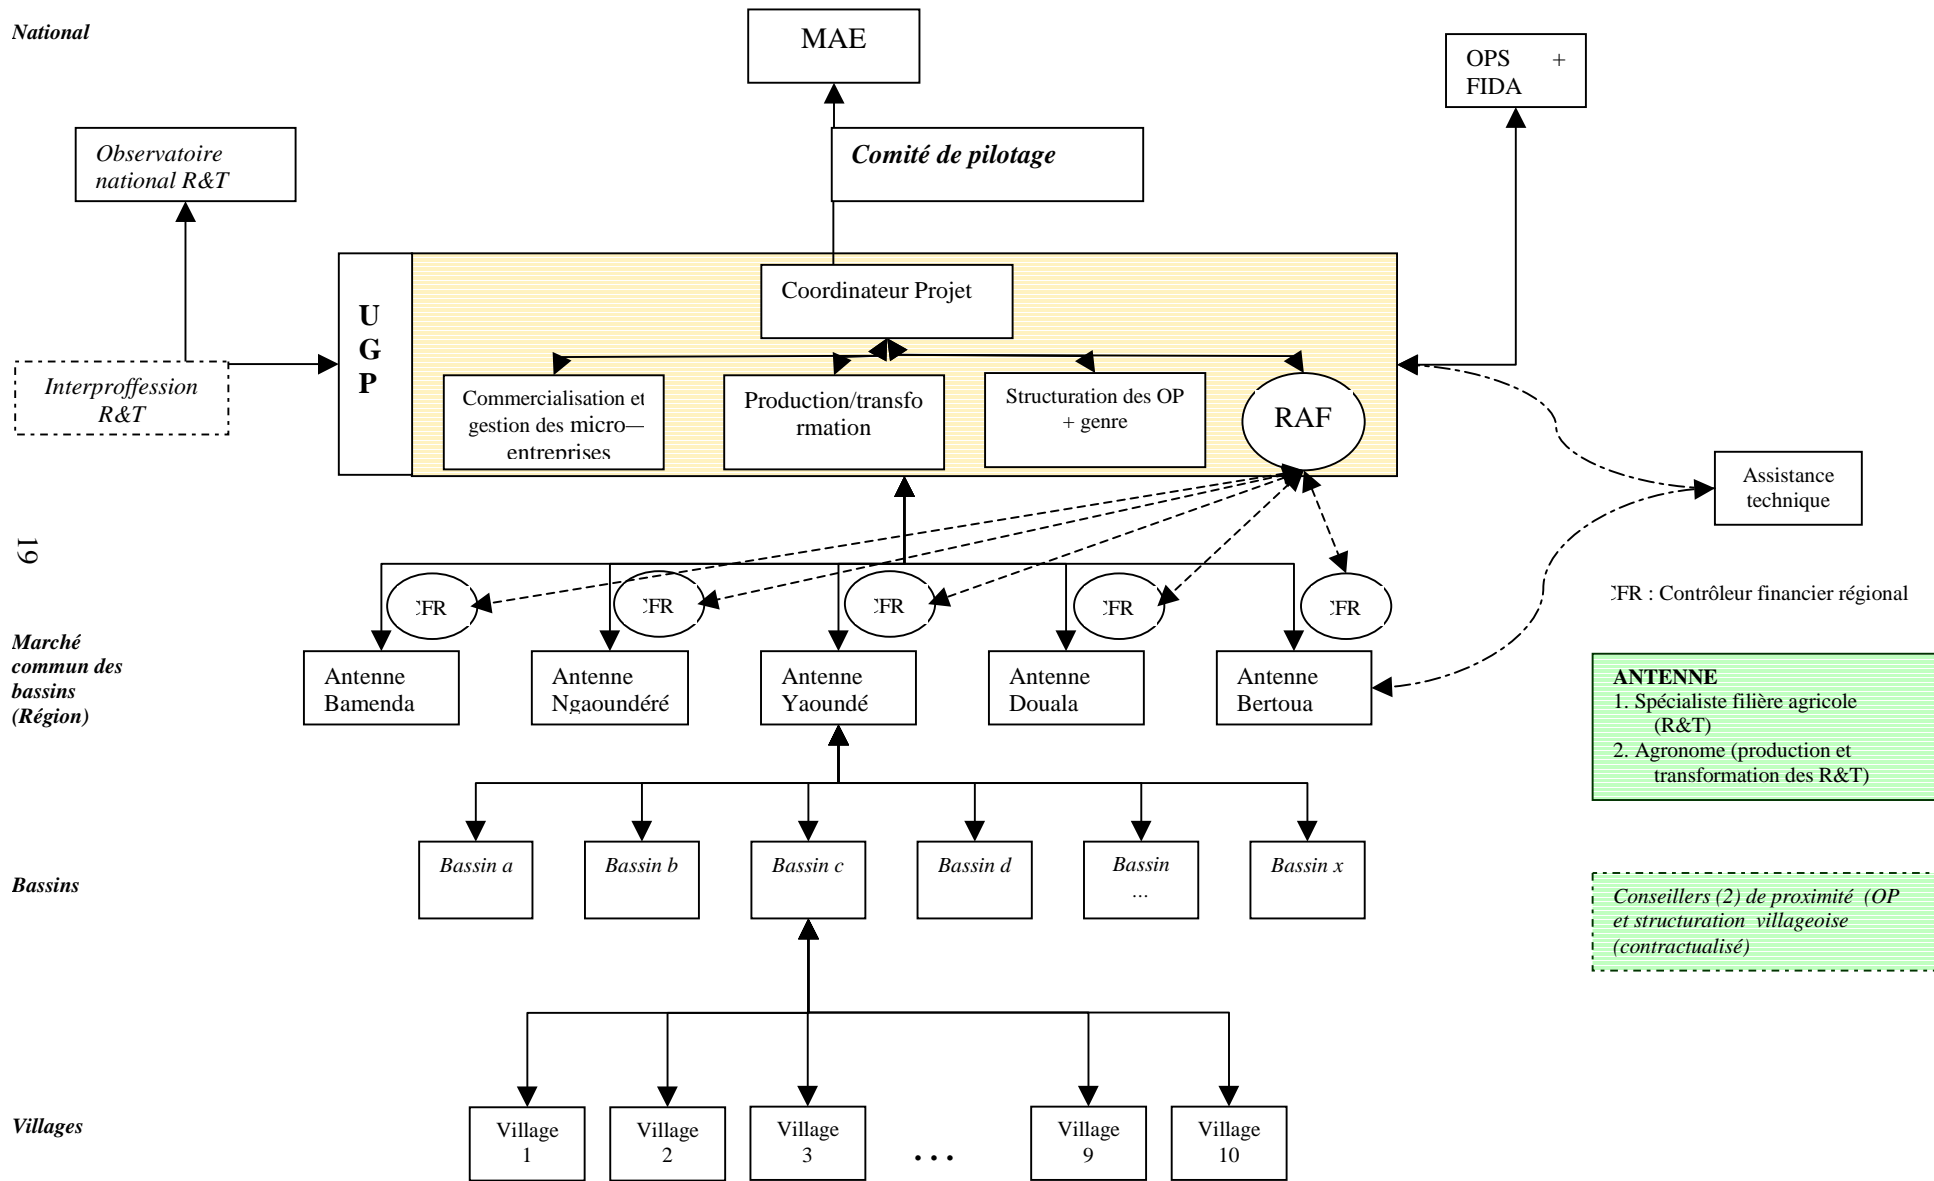 National
MAE
OPS +
FIDA
Observatoire
national R&T
Comité de pilotage
U
G
P
Coordinateur Projet
Interproffession
R&T
Commercialisation et
gestion des micro—
entreprises
Production/transfo
rmation
Structuration des OP
+ genre
RAF
Assistance
technique
19
CFR
CFR
CFR
CFR
CFR
CFR : Contrôleur financier régional
Marché
commun des
bassins
(Région)
Antenne
Bamenda
Antenne
Ngaoundéré
Antenne
Yaoundé
Antenne
Douala
Antenne
Bertoua
ANTENNE
1. Spécialiste filière agricole
(R&T)
2. Agronome (production et
transformation des R&T)
Bassins
Bassin a
Bassin b
Bassin c
Bassin d
Bassin
...
Bassin x
Conseillers (2) de proximité (OP
et structuration villageoise
(contractualisé)
Villages
Village
1
Village
2
Village
3
...
Village
9
Village
10